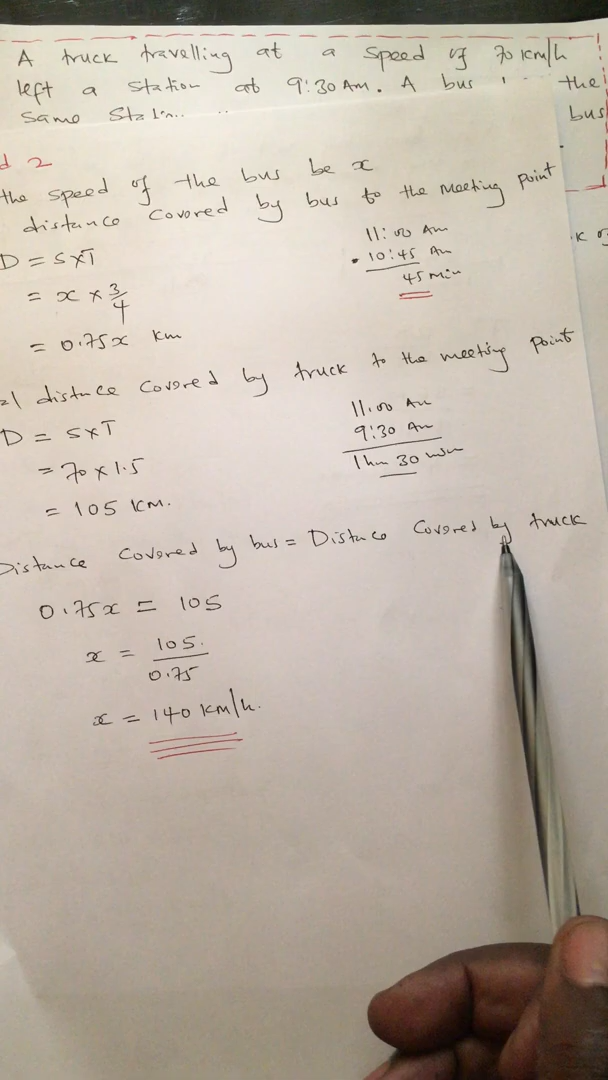 A truck travelling at a speed of 70 km/h
left a station at 9:30 Am. A bus the
same
bus
d 2
the speed of the bus be x
distance covered by bus to the meeting point
D = S×T
11:00 Am
10:45 Am
45 Min
= x × 3/4
= 0.75x km
k of
distance covered by truck to the meeting point
D = S×T
11.00 Am
9:30 Am
1hr 30 min
= 70 × 1.5
= 105 KM.
Distance covered by bus = Distance covered by truck
0.75x = 105
x = 105/0.75
x = 140 KM/h.